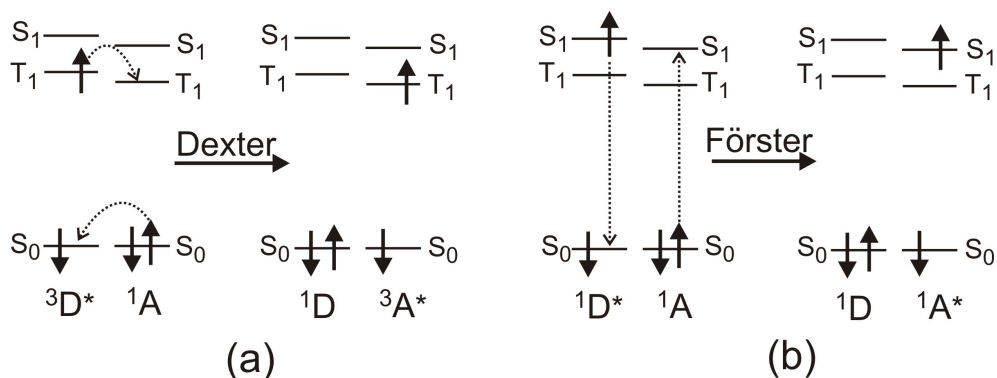 S₁ S₁ S₁ S₁ S₁ S₁ S₁ S₁
T₁ T₁ T₁ T₁ T₁ T₁ T₁ T₁
Dexter Förster
S₀ S₀ S₀ S₀ S₀ S₀ S₀ S₀
³D* ¹A ¹D ³A* ¹D* ¹A ¹D ¹A*
(a) (b)